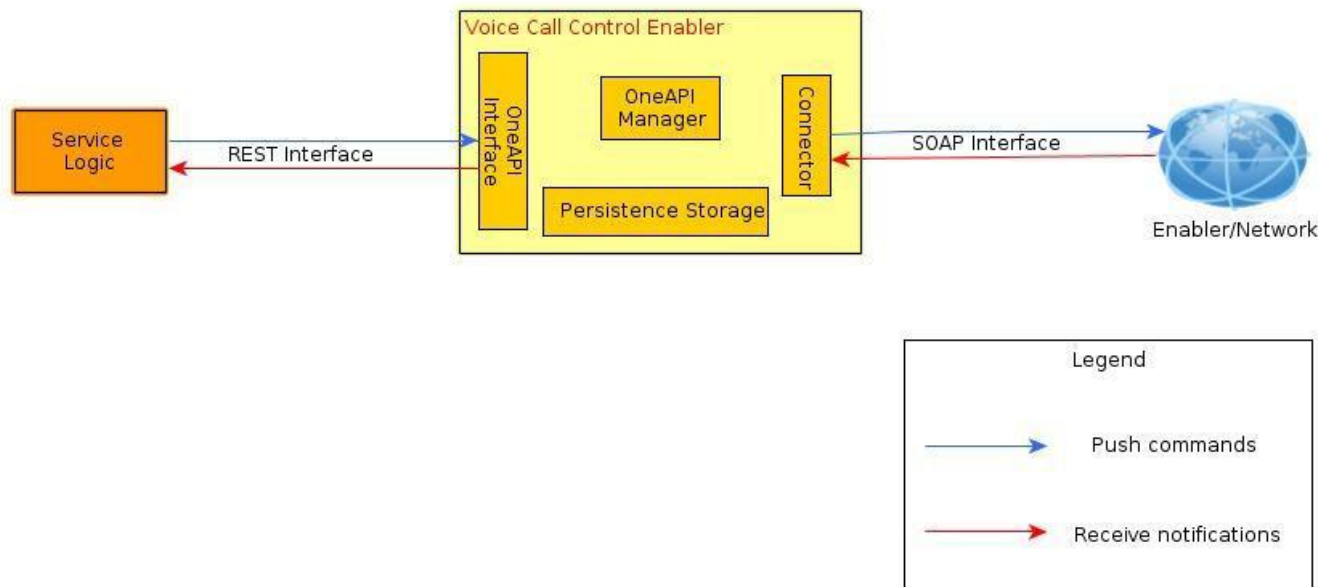 Voice Call Control Enabler
Service
Logic
REST Interface
OneAPI
Interface
OneAPI
Manager
Persistence Storage
Connector
SOAP Interface
Enabler/Network
Legend
Push commands
Receive notifications